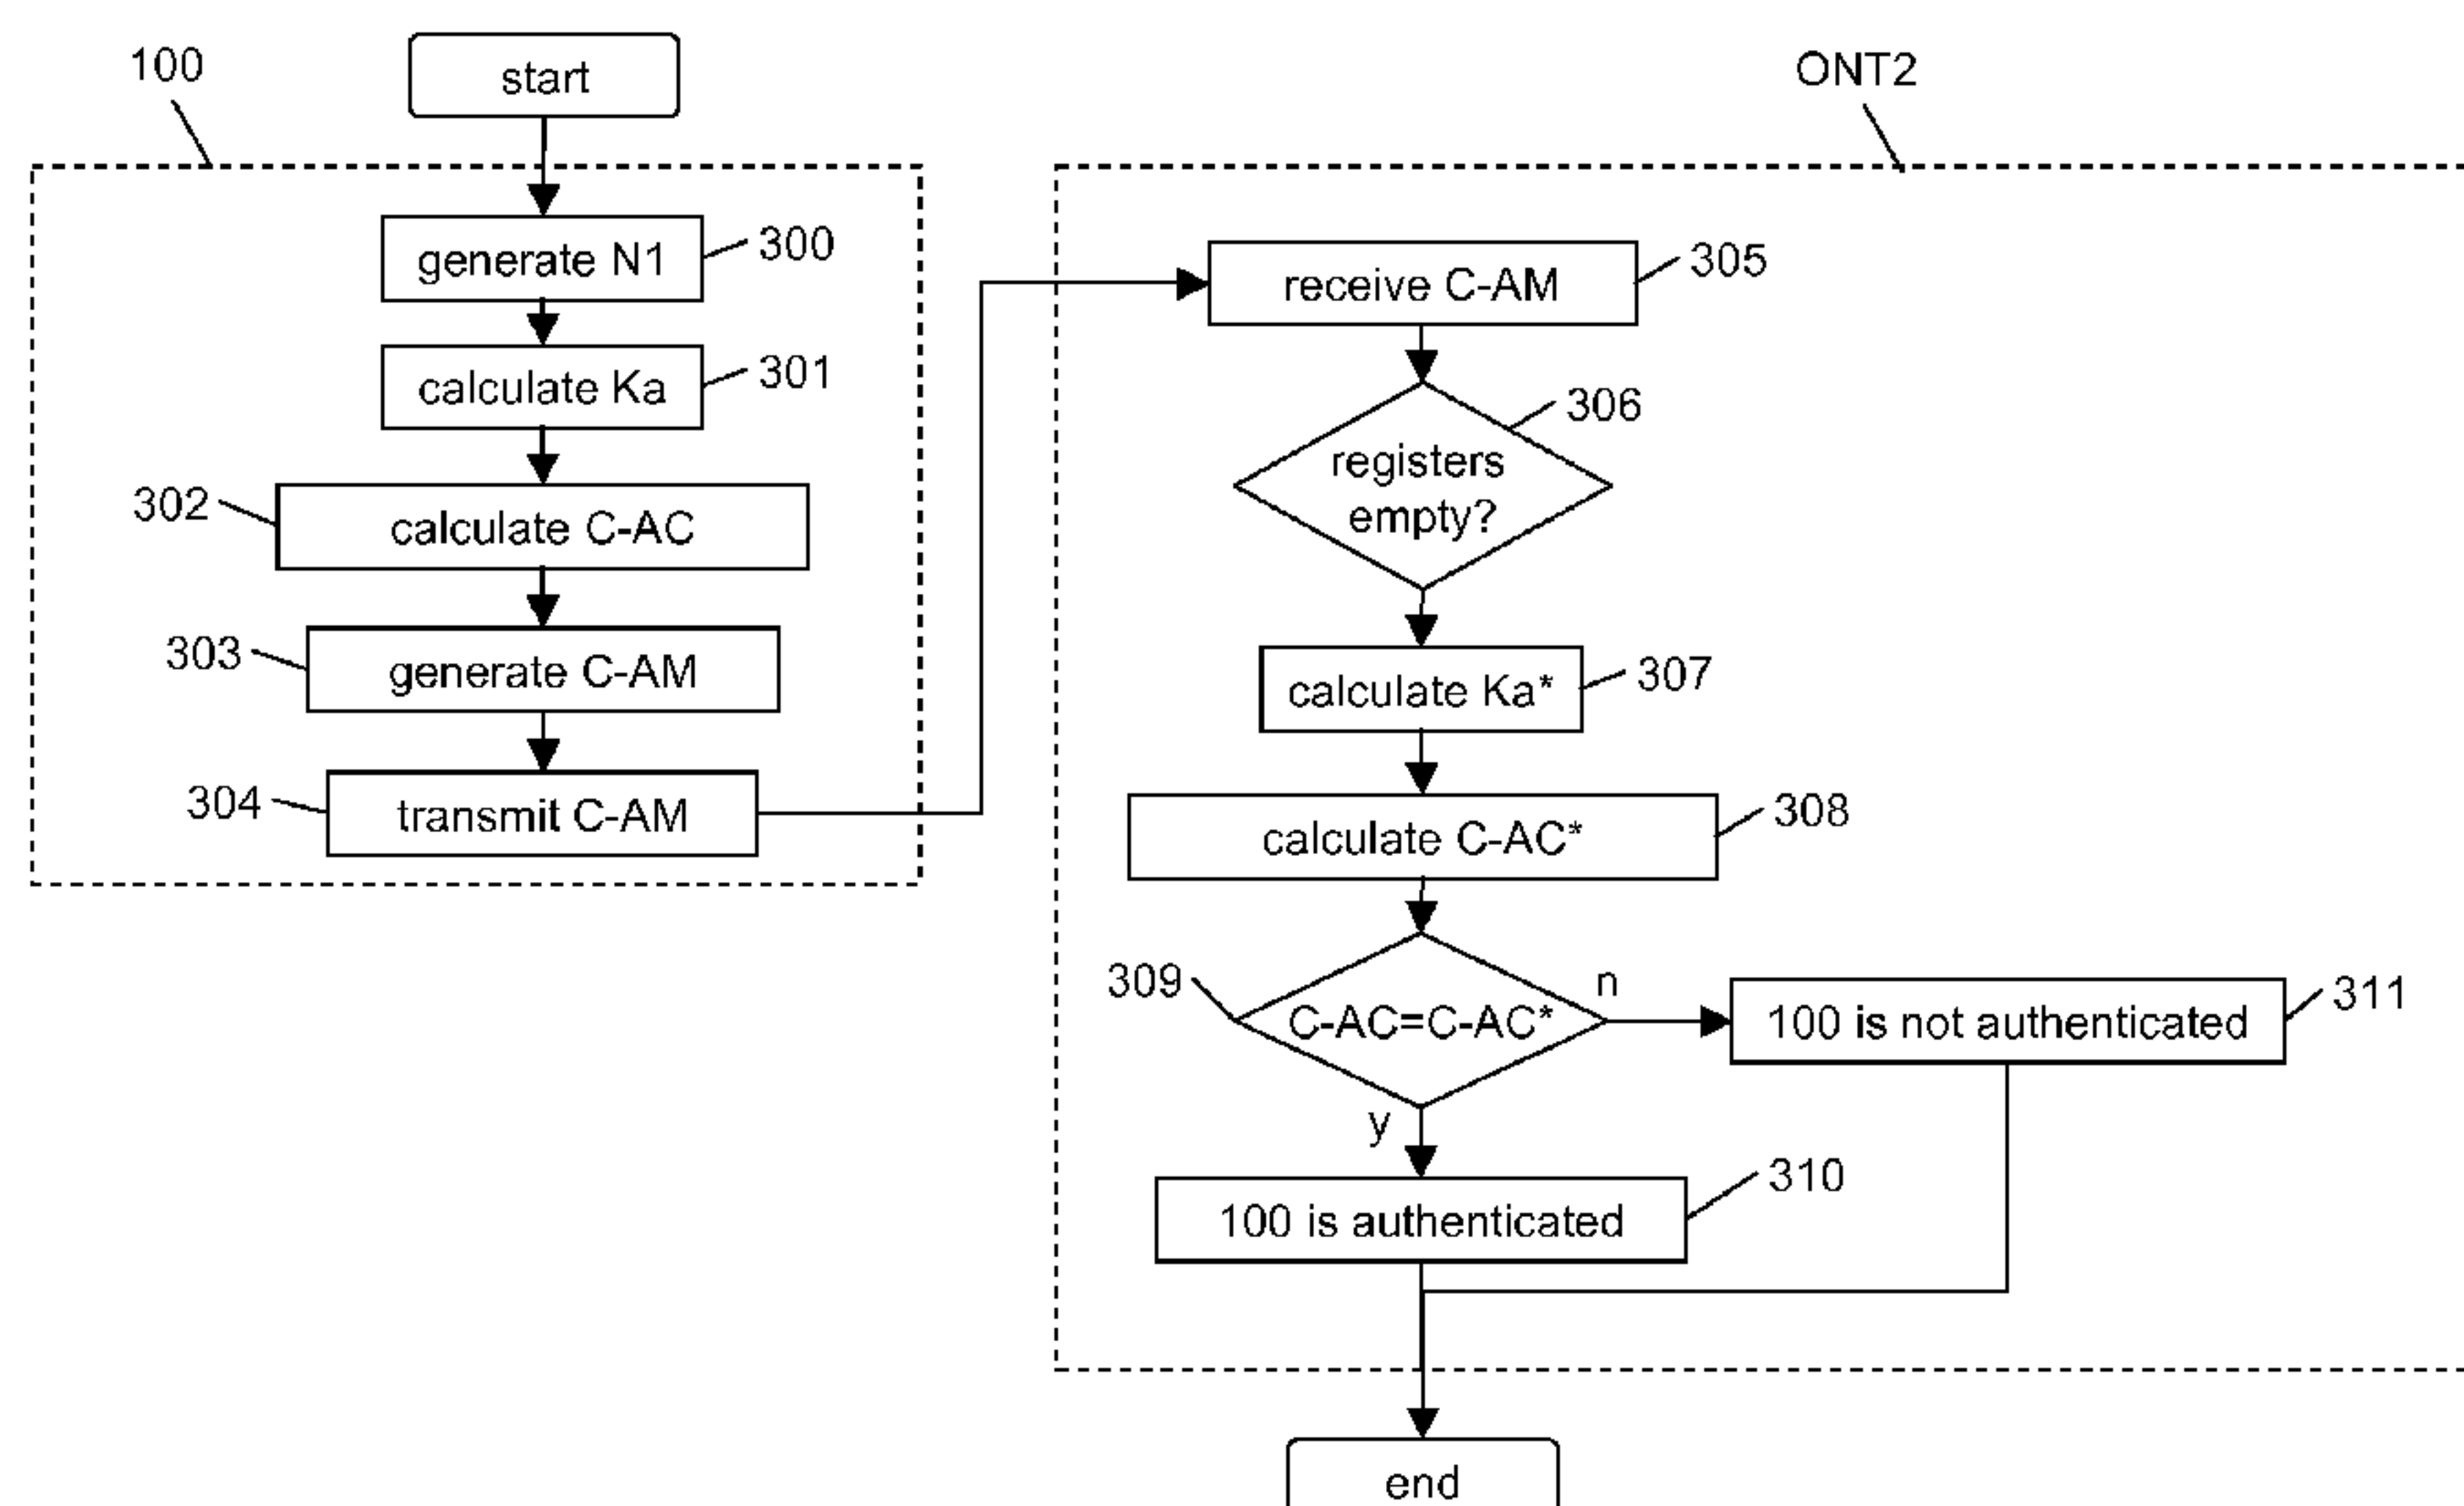 100
start
ONT2
generate N1
300
calculate Ka
301
302
calculate C-AC
303
generate C-AM
304
transmit C-AM
receive C-AM
305
306
registers
empty?
calculate Ka*
307
calculate C-AC*
308
309
C-AC=C-AC*
n
y
100 is not authenticated
311
100 is authenticated
310
end